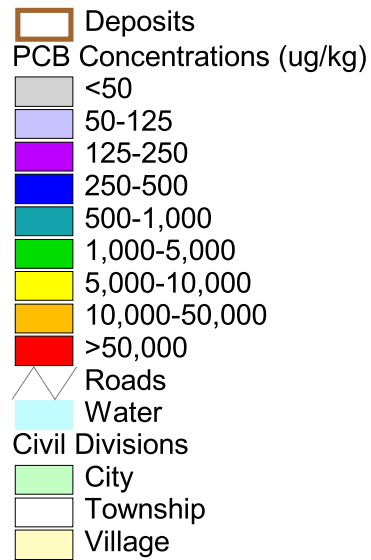 Deposits
PCB Concentrations (ug/kg)
<50
50-125
125-250
250-500
500-1,000
1,000-5,000
5,000-10,000
10,000-50,000
>50,000
Roads
Water
Civil Divisions
City
Township
Village